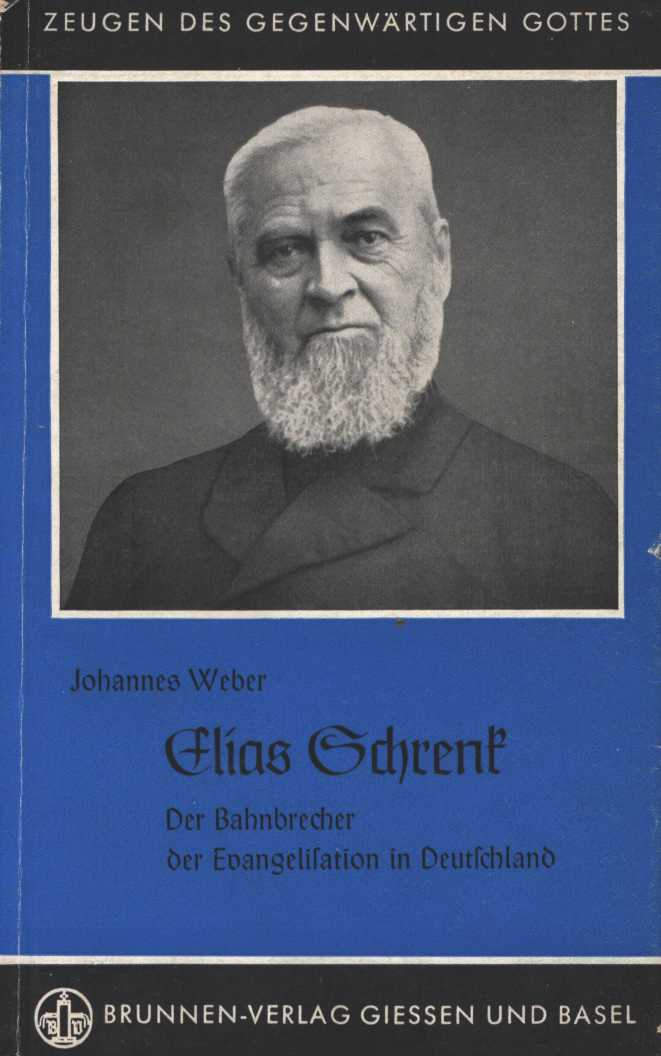 ZEUGEN DES GEGENWÄRTIGEN GOTTES
Johannes Weber
Elias Schrenk
Der Bahnbrecher
der Evangeliſation in Deutſchland
BRUNNEN-VERLAG GIESSEN UND BASEL